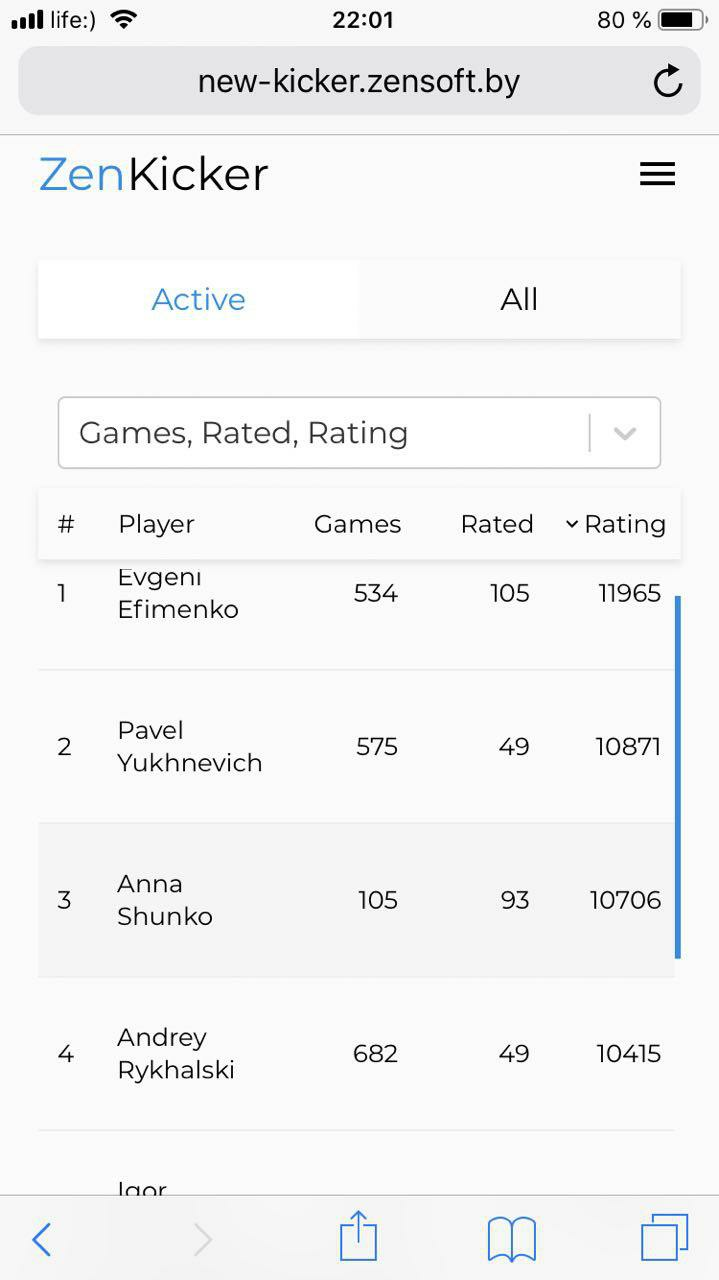 life:) 22:01 80 %
new-kicker.zensoft.by
ZenKicker
Active All
Games, Rated, Rating
# Player Games Rated Rating
1 Evgeni Efimenko 534 105 11965
2 Pavel Yukhnevich 575 49 10871
3 Anna Shunko 105 93 10706
4 Andrey Rykhalski 682 49 10415
Igor